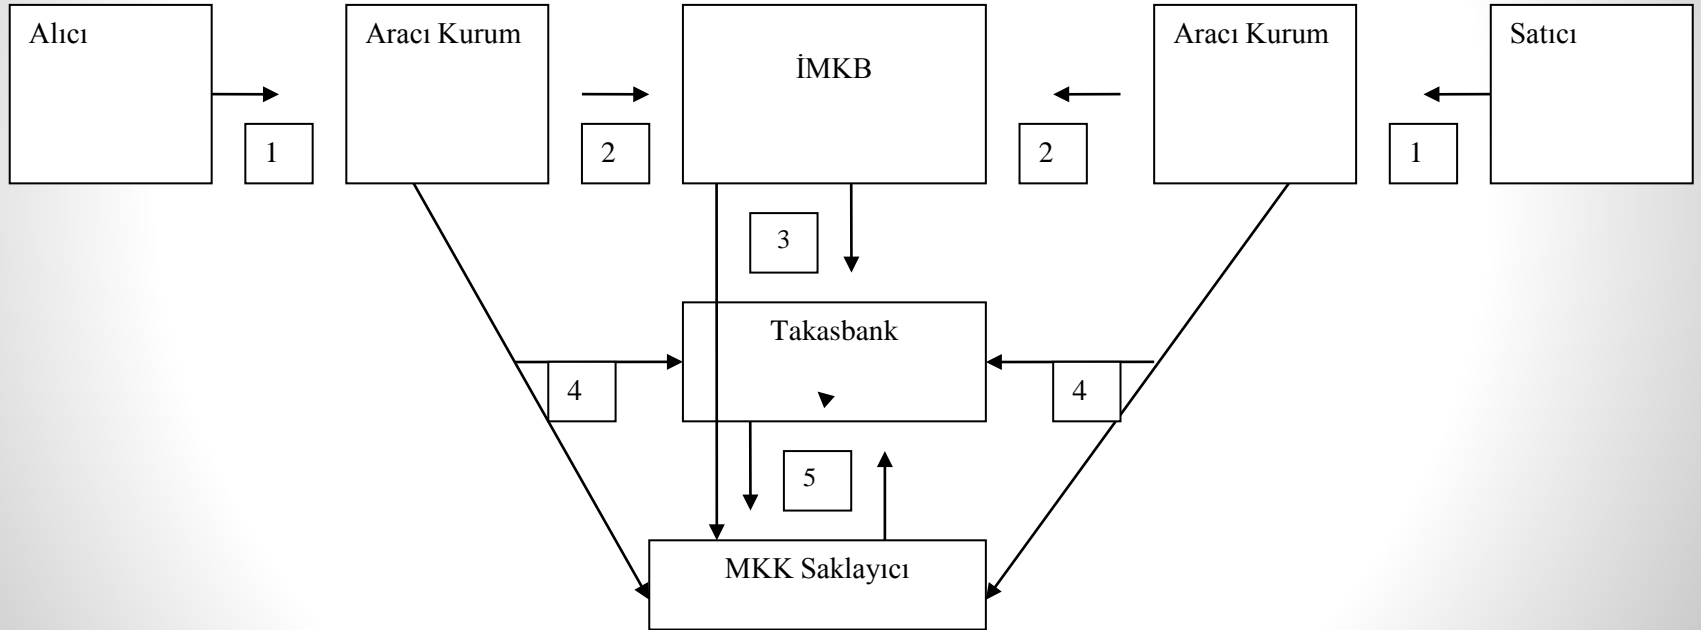 Alıcı
Aracı Kurum
İMKB
Aracı Kurum
Satıcı
1
2
2
1
3
Takasbank
4
4
5
MKK Saklayıcı